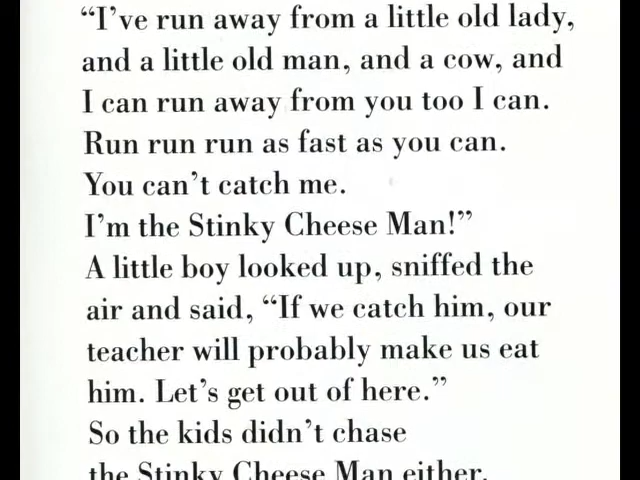 “I’ve run away from a little old lady,
and a little old man, and a cow, and
I can run away from you too I can.
Run run run as fast as you can.
You can’t catch me.
I’m the Stinky Cheese Man!”
A little boy looked up, sniffed the
air and said, “If we catch him, our
teacher will probably make us eat
him. Let’s get out of here.”
So the kids didn’t chase
the Stinky Cheese Man either.